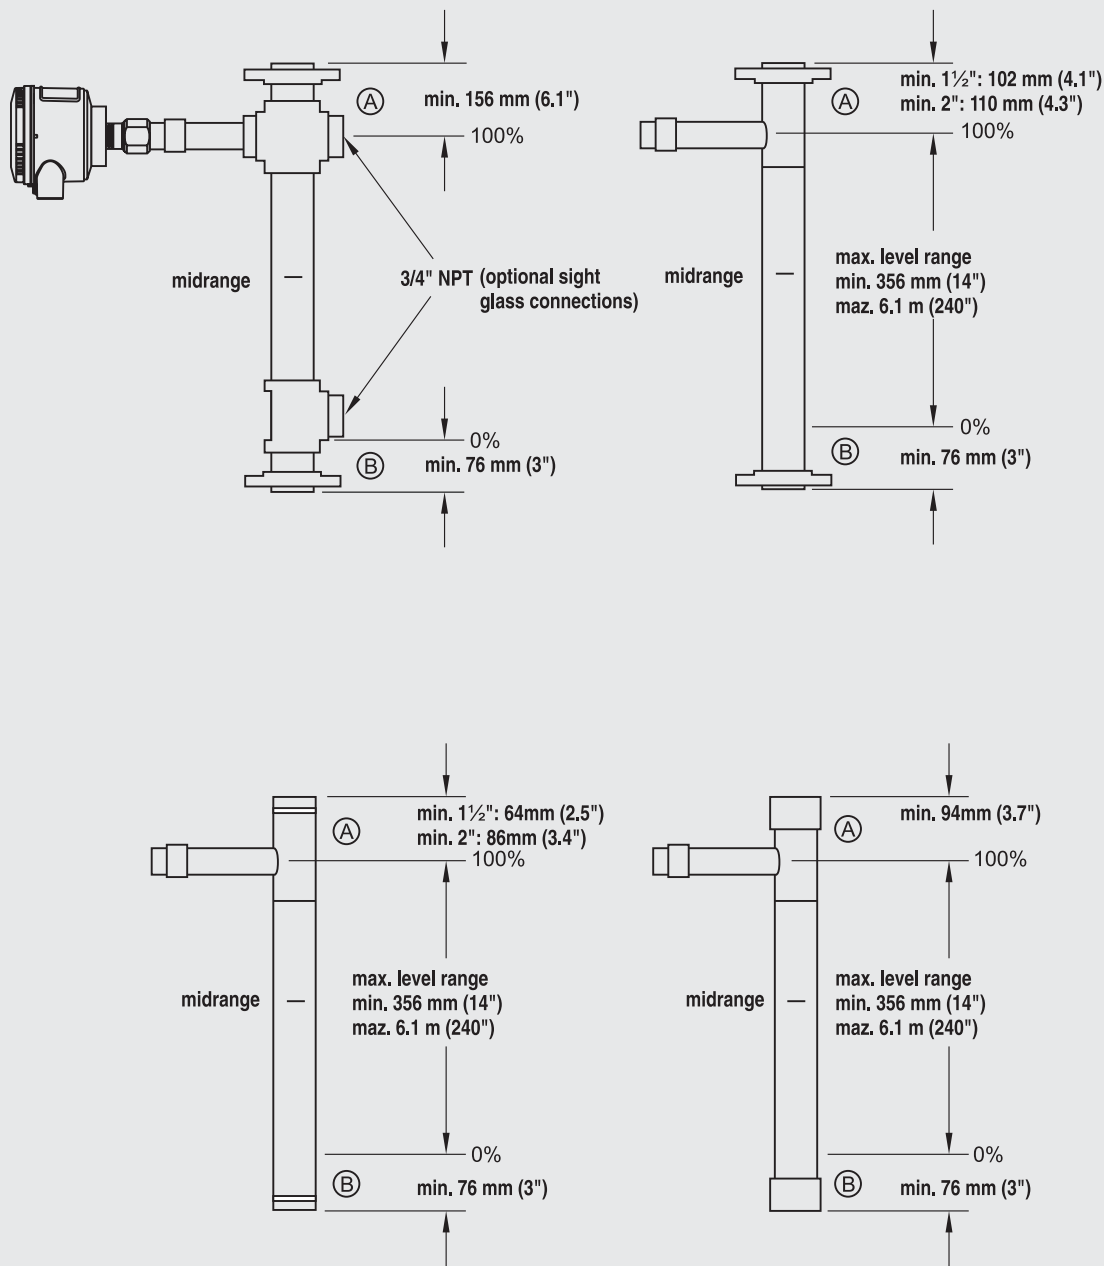 A
min. 156 mm (6.1")
100%
midrange
3/4" NPT (optional sight
glass connections)
0%
B
min. 76 mm (3")
A
min. 1½": 102 mm (4.1")
min. 2": 110 mm (4.3")
100%
midrange
max. level range
min. 356 mm (14")
maz. 6.1 m (240")
0%
B
min. 76 mm (3")
A
min. 1½": 64mm (2.5")
min. 2": 86mm (3.4")
100%
midrange
max. level range
min. 356 mm (14")
maz. 6.1 m (240")
0%
B
min. 76 mm (3")
A
min. 94mm (3.7")
100%
midrange
max. level range
min. 356 mm (14")
maz. 6.1 m (240")
0%
B
min. 76 mm (3")